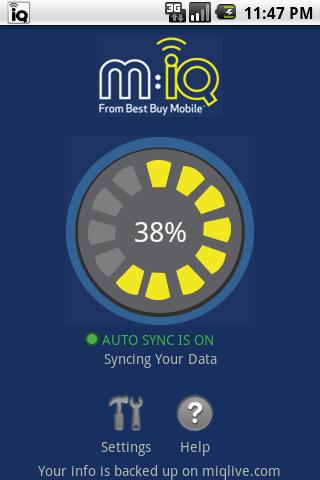 iQ
3G
11:47 PM
m:iQ
From Best Buy Mobile™
38%
AUTO SYNC IS ON
Syncing Your Data
?
Settings
Help
Your info is backed up on miqlive.com